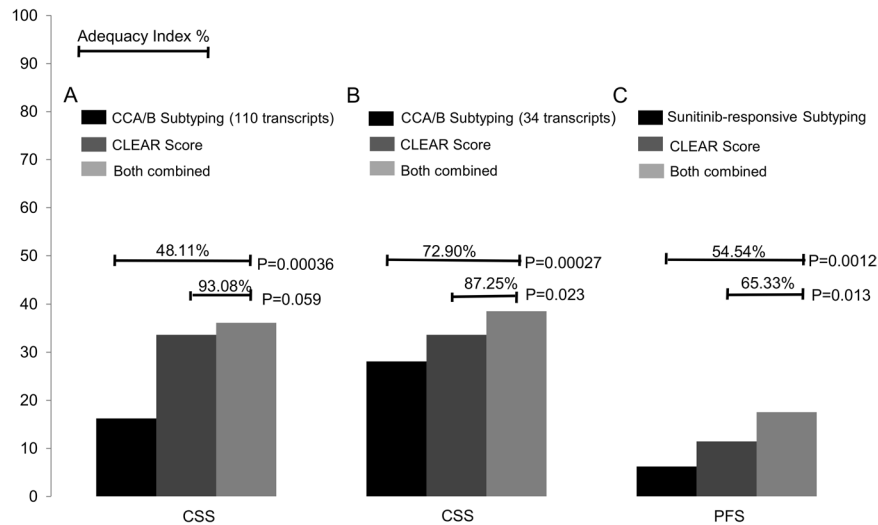 100
90
80
70
60
50
40
30
20
10
0
Adequacy Index %
A
CCA/B Subtyping (110 transcripts)
CLEAR Score
Both combined
48.11%
P=0.00036
93.08%
P=0.059
CSS
B
CCA/B Subtyping (34 transcripts)
CLEAR Score
Both combined
72.90%
P=0.00027
87.25%
P=0.023
CSS
C
Sunitinib-responsive Subtyping
CLEAR Score
Both combined
54.54%
P=0.0012
65.33%
P=0.013
PFS